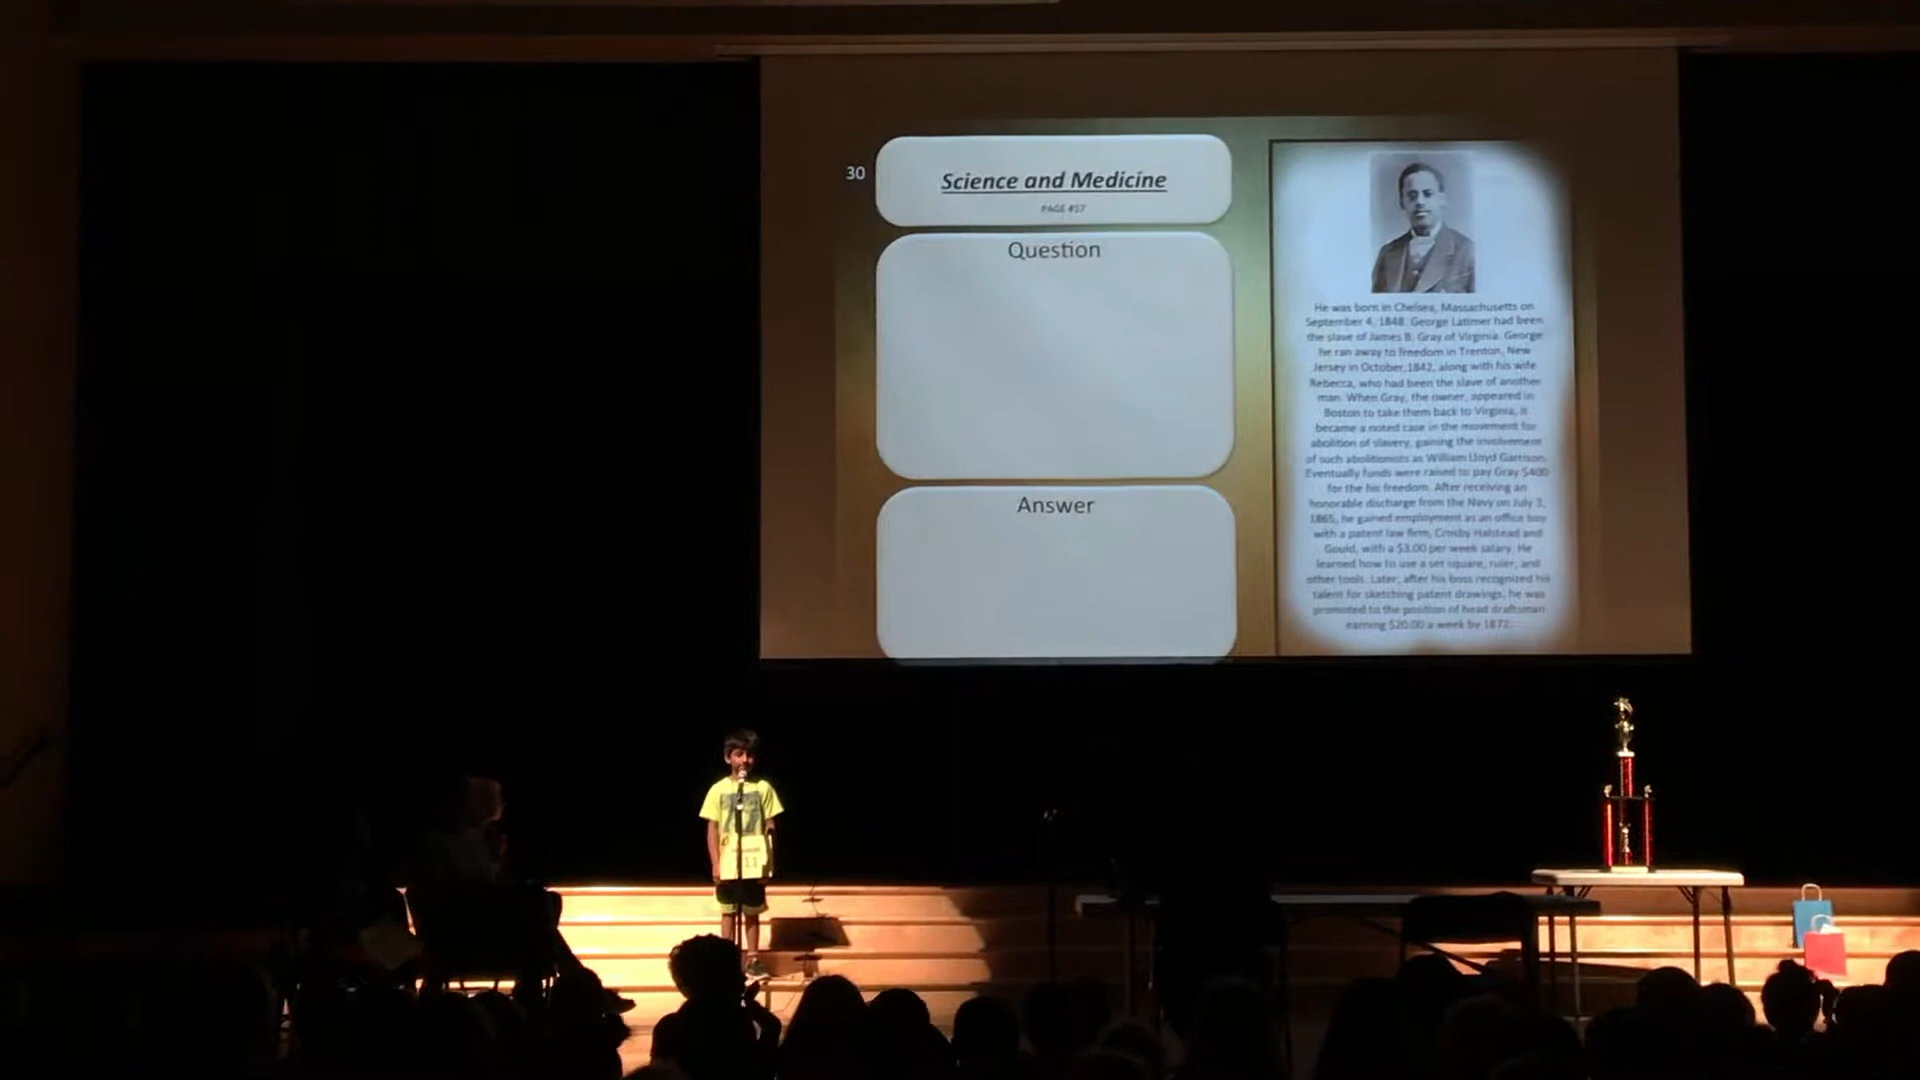 30
Science and Medicine
PAGE #17
Question
Answer
He was born in Chelsea, Massachusetts on
September 4, 1848. George Latimer had been
the slave of James B. Gray of Virginia. George
he ran away to freedom in Trenton, New
Jersey in October,1842, along with his wife
Rebecca, who had been the slave of another
man. When Gray, the owner, appeared in
Boston to take them back to Virginia, it
became a noted case in the movement for
abolition of slavery, gaining the involvement
of such abolitionists as William Lloyd Garrison.
Eventually funds were raised to pay Gray $400
for the his freedom. After receiving an
honorable discharge from the Navy on July 3,
1865, he gained employment as an office boy
with a patent law firm, Crosby Halstead and
Gould, with a $3.00 per week salary. He
learned how to use a set square, ruler, and
other tools. Later, after his boss recognized his
talent for sketching patent drawings, he was
promoted to the position of head draftsman
earning $20.00 a week by 1872.
11